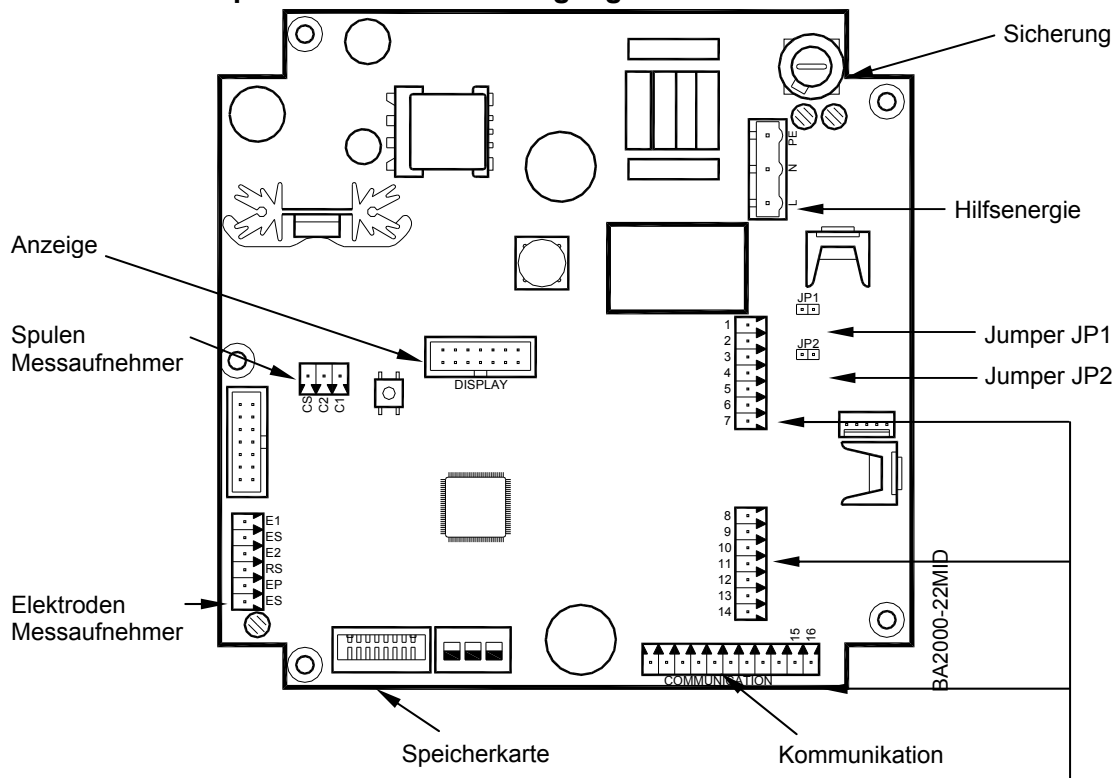 Sicherung
PE
N
L
Hilfsenergie
Anzeige
JP1
1
2
3
4
5
6
7
Jumper JP1
Spulen
Messaufnehmer
JP2
Jumper JP2
DISPLAY
CS
C2
C1
E1
ES
E2
RS
EP
ES
8
9
10
11
12
13
14
Elektroden
Messaufnehmer
15
16
BA2000-22MID
COMMUNICATION
Speicherkarte
Kommunikation